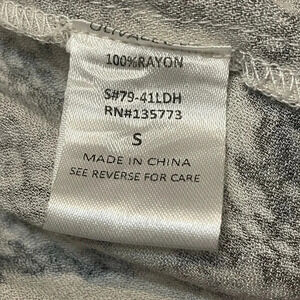 100%RAYON
S#79-41LDH
RN#135773
S
MADE IN CHINA
SEE REVERSE FOR CARE